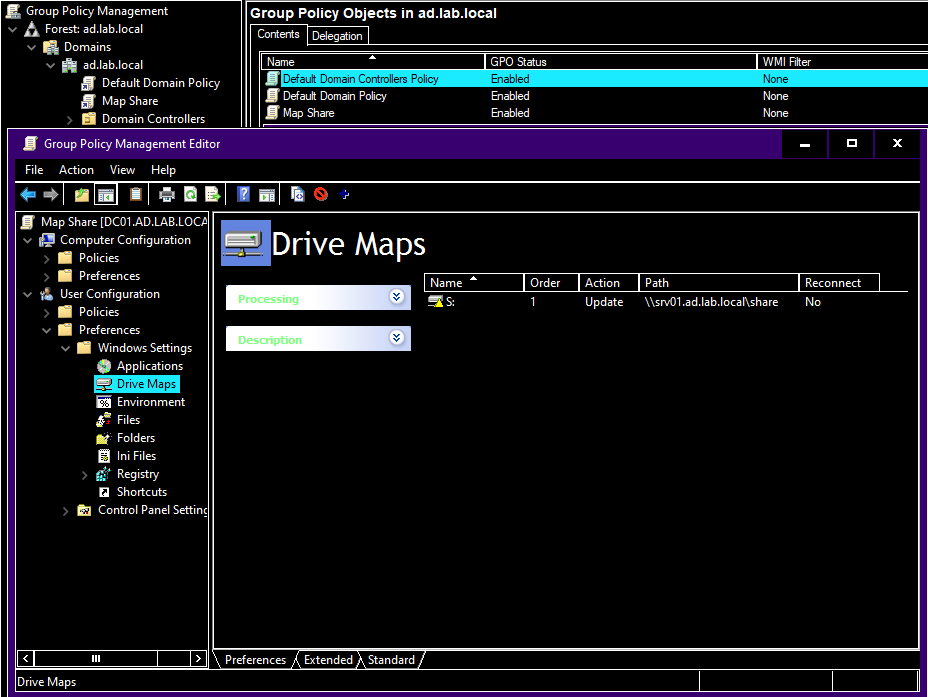 Group Policy Management
Forest: ad.lab.local
Domains
ad.lab.local
Default Domain Policy
Map Share
Domain Controllers
Group Policy Objects in ad.lab.local
Contents Delegation
Name GPO Status WMI Filter
Default Domain Controllers Policy Enabled None
Default Domain Policy Enabled None
Map Share Enabled None
Group Policy Management Editor
File Action View Help
Map Share [DC01.AD.LAB.LOCA
Computer Configuration
Policies
Preferences
User Configuration
Policies
Preferences
Windows Settings
Applications
Drive Maps
Environment
Files
Folders
Ini Files
Registry
Shortcuts
Control Panel Setting
Drive Maps
Processing
Description
Name Order Action Path Reconnect
S: 1 Update \\srv01.ad.lab.local\share No
Preferences Extended Standard
Drive Maps